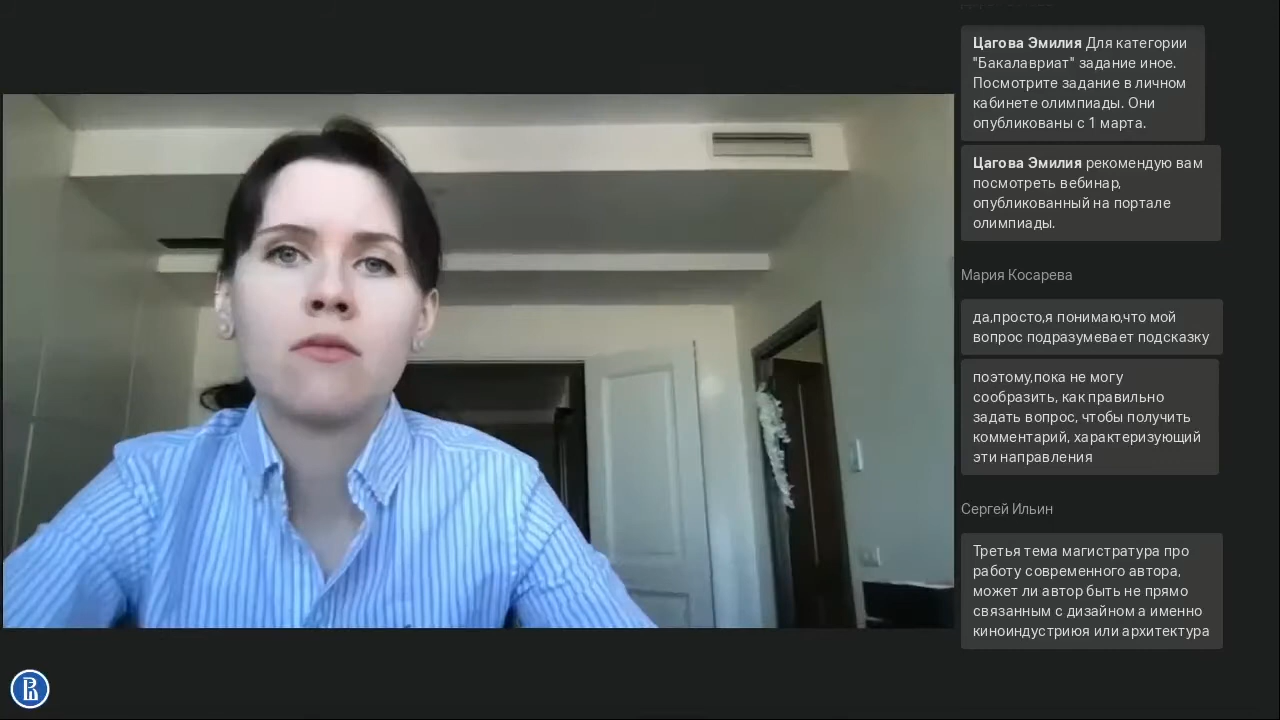 Цагова Эмилия Для категории
"Бакалавриат" задание иное.
Посмотрите задание в личном
кабинете олимпиады. Они
опубликованы с 1 марта.
Цагова Эмилия рекомендую вам
посмотреть вебинар,
опубликованный на портале
олимпиады.
Мария Косарева
да,просто,я понимаю,что мой
вопрос подразумевает подсказку
поэтому,пока не могу
сообразить, как правильно
задать вопрос, чтобы получить
комментарий, характеризующий
эти направления
Сергей Ильин
Третья тема магистратура про
работу современного автора,
может ли автор быть не прямо
связанным с дизайном а именно
киноиндустриюя или архитектура